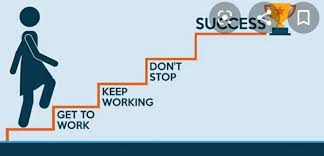 SUCCESS
DON'T
STOP
KEEP
WORKING
GET TO
WORK